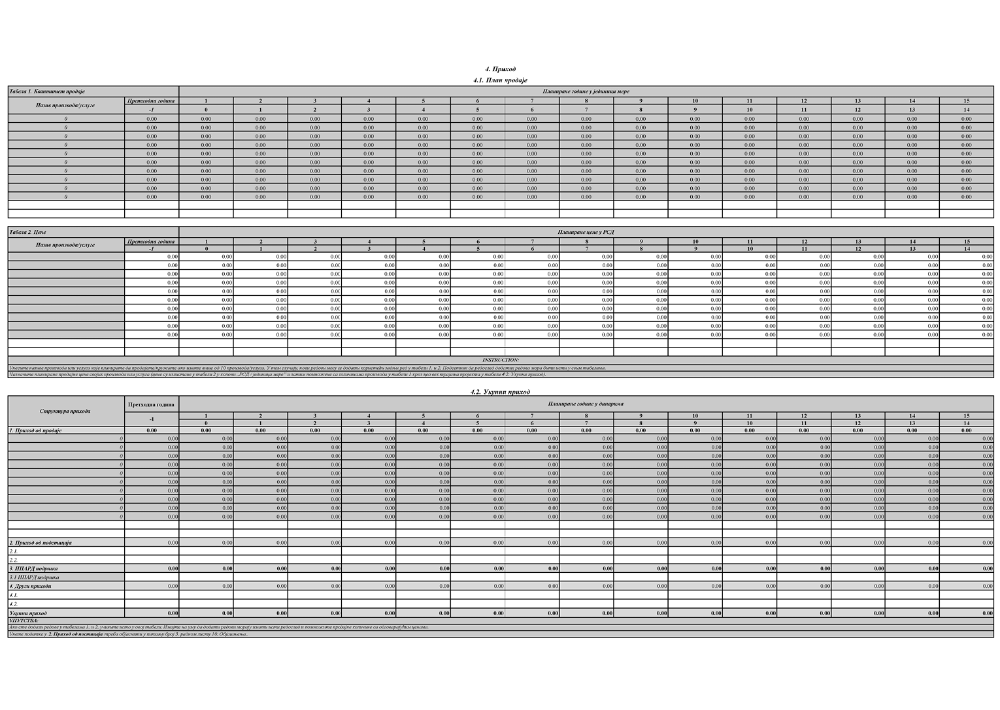 4. Приход
4.1. План продаје
Табела 1. Квантитет продаје Планиране године у јединици мере
Назив производа/услуге Претходна година 1 2 3 4 5 6 7 8 9 10 11 12 13 14 15
-1 0 1 2 3 4 5 6 7 8 9 10 11 12 13 14
0 0.00 0.00 0.00 0.00 0.00 0.00 0.00 0.00 0.00 0.00 0.00 0.00 0.00 0.00 0.00 0.00
0 0.00 0.00 0.00 0.00 0.00 0.00 0.00 0.00 0.00 0.00 0.00 0.00 0.00 0.00 0.00 0.00
0 0.00 0.00 0.00 0.00 0.00 0.00 0.00 0.00 0.00 0.00 0.00 0.00 0.00 0.00 0.00 0.00
0 0.00 0.00 0.00 0.00 0.00 0.00 0.00 0.00 0.00 0.00 0.00 0.00 0.00 0.00 0.00 0.00
0 0.00 0.00 0.00 0.00 0.00 0.00 0.00 0.00 0.00 0.00 0.00 0.00 0.00 0.00 0.00 0.00
0 0.00 0.00 0.00 0.00 0.00 0.00 0.00 0.00 0.00 0.00 0.00 0.00 0.00 0.00 0.00 0.00
0 0.00 0.00 0.00 0.00 0.00 0.00 0.00 0.00 0.00 0.00 0.00 0.00 0.00 0.00 0.00 0.00
0 0.00 0.00 0.00 0.00 0.00 0.00 0.00 0.00 0.00 0.00 0.00 0.00 0.00 0.00 0.00 0.00
0 0.00 0.00 0.00 0.00 0.00 0.00 0.00 0.00 0.00 0.00 0.00 0.00 0.00 0.00 0.00 0.00
0 0.00 0.00 0.00 0.00 0.00 0.00 0.00 0.00 0.00 0.00 0.00 0.00 0.00 0.00 0.00 0.00
Табела 2. Цене Планиране цене у РСД
Назив производа/услуге Претходна година 1 2 3 4 5 6 7 8 9 10 11 12 13 14 15
-1 0 1 2 3 4 5 6 7 8 9 10 11 12 13 14
0.00 0.00 0.00 0.00 0.00 0.00 0.00 0.00 0.00 0.00 0.00 0.00 0.00 0.00 0.00 0.00
0.00 0.00 0.00 0.00 0.00 0.00 0.00 0.00 0.00 0.00 0.00 0.00 0.00 0.00 0.00 0.00
0.00 0.00 0.00 0.00 0.00 0.00 0.00 0.00 0.00 0.00 0.00 0.00 0.00 0.00 0.00 0.00
0.00 0.00 0.00 0.00 0.00 0.00 0.00 0.00 0.00 0.00 0.00 0.00 0.00 0.00 0.00 0.00
0.00 0.00 0.00 0.00 0.00 0.00 0.00 0.00 0.00 0.00 0.00 0.00 0.00 0.00 0.00 0.00
0.00 0.00 0.00 0.00 0.00 0.00 0.00 0.00 0.00 0.00 0.00 0.00 0.00 0.00 0.00 0.00
0.00 0.00 0.00 0.00 0.00 0.00 0.00 0.00 0.00 0.00 0.00 0.00 0.00 0.00 0.00 0.00
0.00 0.00 0.00 0.00 0.00 0.00 0.00 0.00 0.00 0.00 0.00 0.00 0.00 0.00 0.00 0.00
0.00 0.00 0.00 0.00 0.00 0.00 0.00 0.00 0.00 0.00 0.00 0.00 0.00 0.00 0.00 0.00
0.00 0.00 0.00 0.00 0.00 0.00 0.00 0.00 0.00 0.00 0.00 0.00 0.00 0.00 0.00 0.00
INSTRUCTION:
Унесите називе производа или услуга које планирате да продајете/пружате ако имате више од 10 производа/услуга. У том случају, нови редови могу се додати користећи задњи ред у табели 1. и 2. Подсетник да редослед додатих редова мора бити исти у свим табелама.
Назначите планиране продајне цене својих производа или услуга (цене су излистане у табели 2 у колони „РСД / јединица мере" и затим помножене са количинама производа у табели 1 кроз цео век трајања пројекта у табели 4.2. Укупни приход).
4.2. Укупни приход
Структура прихода Претходна година Планиране године у динарима
-1 1 2 3 4 5 6 7 8 9 10 11 12 13 14 15
0 1 2 3 4 5 6 7 8 9 10 11 12 13 14
1. Приход од продаје 0.00 0.00 0.00 0.00 0.00 0.00 0.00 0.00 0.00 0.00 0.00 0.00 0.00 0.00 0.00 0.00
0 0.00 0.00 0.00 0.00 0.00 0.00 0.00 0.00 0.00 0.00 0.00 0.00 0.00 0.00 0.00 0.00
0 0.00 0.00 0.00 0.00 0.00 0.00 0.00 0.00 0.00 0.00 0.00 0.00 0.00 0.00 0.00 0.00
0 0.00 0.00 0.00 0.00 0.00 0.00 0.00 0.00 0.00 0.00 0.00 0.00 0.00 0.00 0.00 0.00
0 0.00 0.00 0.00 0.00 0.00 0.00 0.00 0.00 0.00 0.00 0.00 0.00 0.00 0.00 0.00 0.00
0 0.00 0.00 0.00 0.00 0.00 0.00 0.00 0.00 0.00 0.00 0.00 0.00 0.00 0.00 0.00 0.00
0 0.00 0.00 0.00 0.00 0.00 0.00 0.00 0.00 0.00 0.00 0.00 0.00 0.00 0.00 0.00 0.00
0 0.00 0.00 0.00 0.00 0.00 0.00 0.00 0.00 0.00 0.00 0.00 0.00 0.00 0.00 0.00 0.00
0 0.00 0.00 0.00 0.00 0.00 0.00 0.00 0.00 0.00 0.00 0.00 0.00 0.00 0.00 0.00 0.00
0 0.00 0.00 0.00 0.00 0.00 0.00 0.00 0.00 0.00 0.00 0.00 0.00 0.00 0.00 0.00 0.00
0 0.00 0.00 0.00 0.00 0.00 0.00 0.00 0.00 0.00 0.00 0.00 0.00 0.00 0.00 0.00 0.00
2. Приход од подстицаја 0.00 0.00 0.00 0.00 0.00 0.00 0.00 0.00 0.00 0.00 0.00 0.00 0.00 0.00 0.00 0.00
2.1.
2.2.
3. ИПАРД подршка 0.00 0.00 0.00 0.00 0.00 0.00 0.00 0.00 0.00 0.00 0.00 0.00 0.00 0.00 0.00 0.00
3.1 ИПАРД подршка
4. Други приходи 0.00 0.00 0.00 0.00 0.00 0.00 0.00 0.00 0.00 0.00 0.00 0.00 0.00 0.00 0.00 0.00
4.1.
4.2.
Укупни приход 0.00 0.00 0.00 0.00 0.00 0.00 0.00 0.00 0.00 0.00 0.00 0.00 0.00 0.00 0.00 0.00
УПУТСТВА:
Ако сте додали редове у табелама 1. и 2, учините исто у овој табели. Имајте на уму да додати редови морају имати исти редослед и помножите продајне количине са одговарајућим ценама.
Унете податке у 2. Приход од постицаја треба објаснити у питању број 3. радном листу 10. Објашњења.